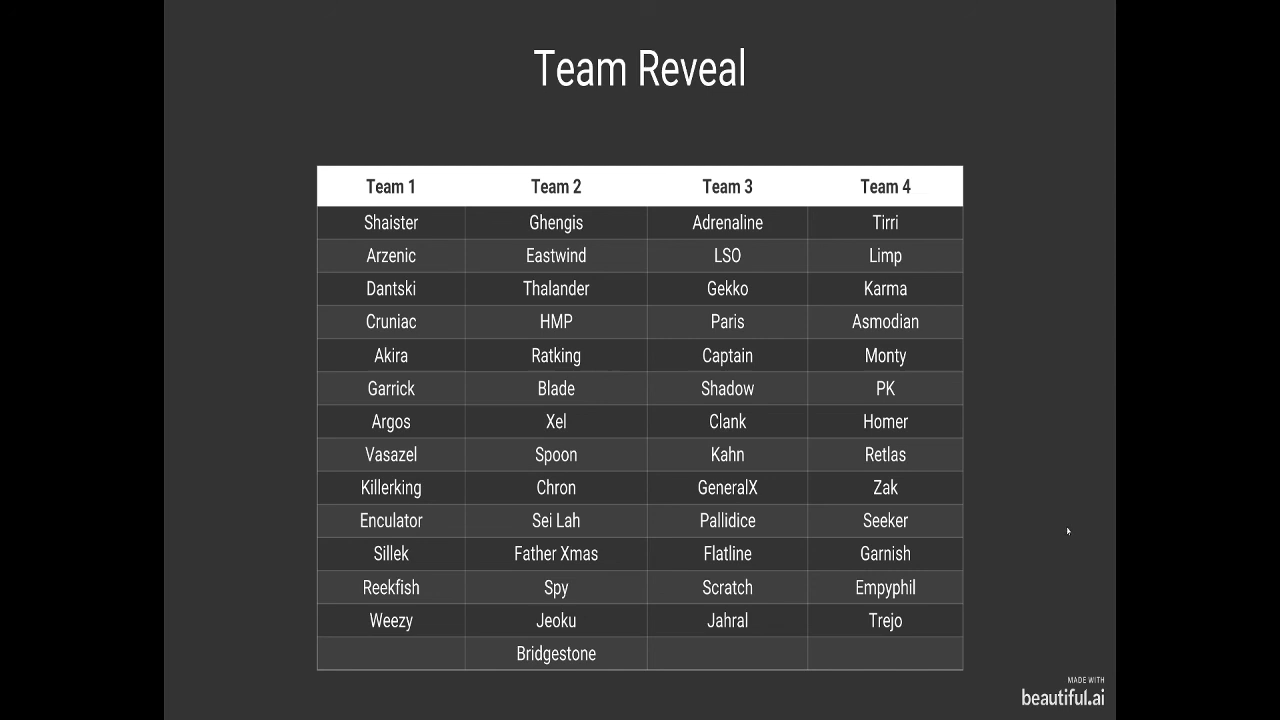 Team Reveal
Team 1 Team 2 Team 3 Team 4
Shaister Ghengis Adrenaline Tirri
Arzenic Eastwind LSO Limp
Dantski Thalander Gekko Karma
Cruniac HMP Paris Asmodian
Akira Ratking Captain Monty
Garrick Blade Shadow PK
Argos Xel Clank Homer
Vasazel Spoon Kahn Retlas
Killerking Chron GeneralX Zak
Enculator Sei Lah Pallidice Seeker
Sillek Father Xmas Flatline Garnish
Reekfish Spy Scratch Empyphil
Weezy Jeoku Jahral Trejo
Bridgestone
MADE WITH
beautiful.ai